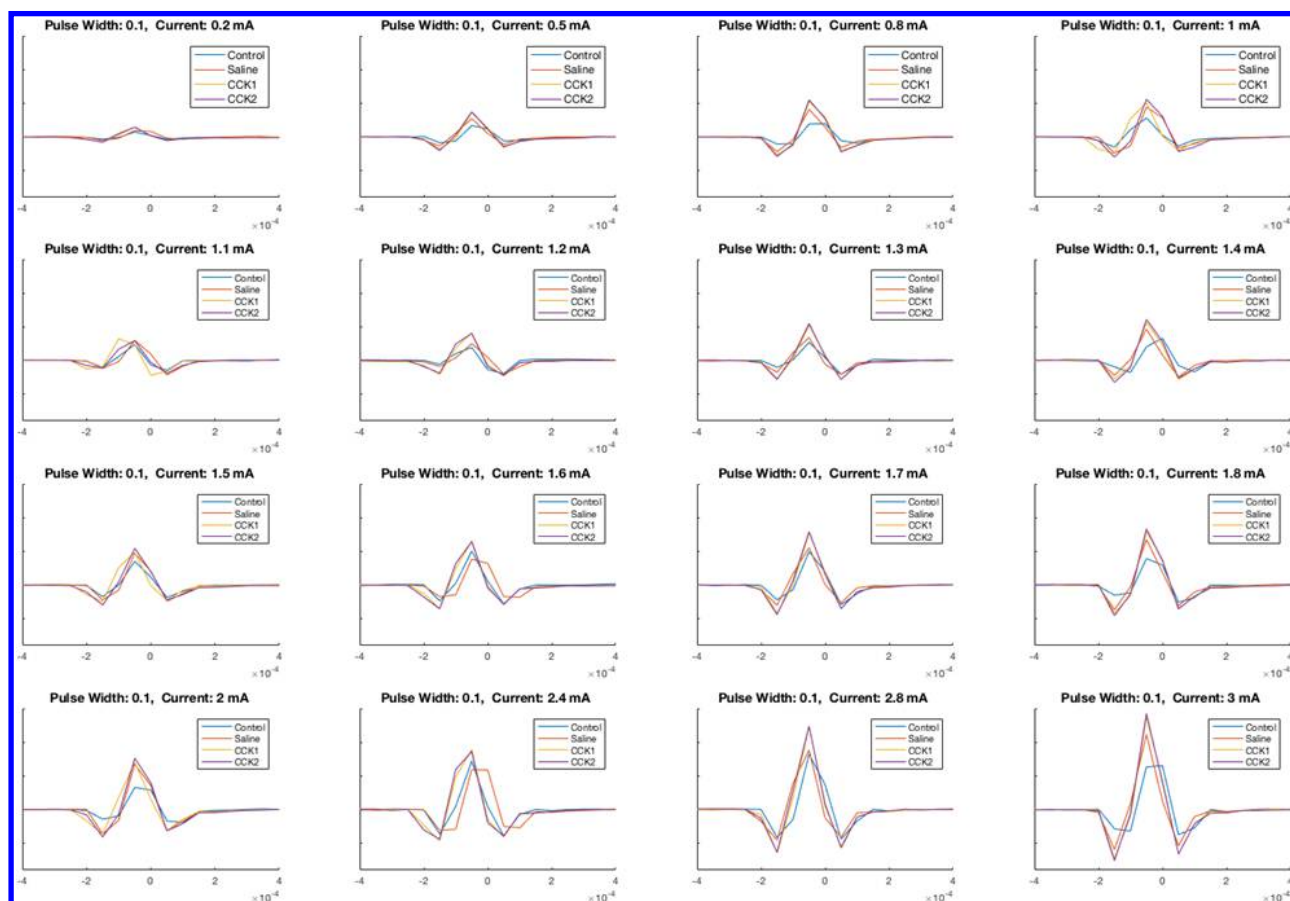 Pulse Width: 0.1, Current: 0.2 mA
Control
Saline
CCK1
CCK2
-4 -2 0 2 4
×10-4
Pulse Width: 0.1, Current: 0.5 mA
Control
Saline
CCK1
CCK2
-4 -2 0 2 4
×10-4
Pulse Width: 0.1, Current: 0.8 mA
Control
Saline
CCK1
CCK2
-4 -2 0 2 4
×10-4
Pulse Width: 0.1, Current: 1 mA
Control
Saline
CCK1
CCK2
-4 -2 0 2 4
×10-4
Pulse Width: 0.1, Current: 1.1 mA
Control
Saline
CCK1
CCK2
-4 -2 0 2 4
×10-4
Pulse Width: 0.1, Current: 1.2 mA
Control
Saline
CCK1
CCK2
-4 -2 0 2 4
×10-4
Pulse Width: 0.1, Current: 1.3 mA
Control
Saline
CCK1
CCK2
-4 -2 0 2 4
×10-4
Pulse Width: 0.1, Current: 1.4 mA
Control
Saline
CCK1
CCK2
-4 -2 0 2 4
×10-4
Pulse Width: 0.1, Current: 1.5 mA
Control
Saline
CCK1
CCK2
-4 -2 0 2 4
×10-4
Pulse Width: 0.1, Current: 1.6 mA
Control
Saline
CCK1
CCK2
-4 -2 0 2 4
×10-4
Pulse Width: 0.1, Current: 1.7 mA
Control
Saline
CCK1
CCK2
-4 -2 0 2 4
×10-4
Pulse Width: 0.1, Current: 1.8 mA
Control
Saline
CCK1
CCK2
-4 -2 0 2 4
×10-4
Pulse Width: 0.1, Current: 2 mA
Control
Saline
CCK1
CCK2
-4 -2 0 2 4
×10-4
Pulse Width: 0.1, Current: 2.4 mA
Control
Saline
CCK1
CCK2
-4 -2 0 2 4
×10-4
Pulse Width: 0.1, Current: 2.8 mA
Control
Saline
CCK1
CCK2
-4 -2 0 2 4
×10-4
Pulse Width: 0.1, Current: 3 mA
Control
Saline
CCK1
CCK2
-4 -2 0 2 4
×10-4